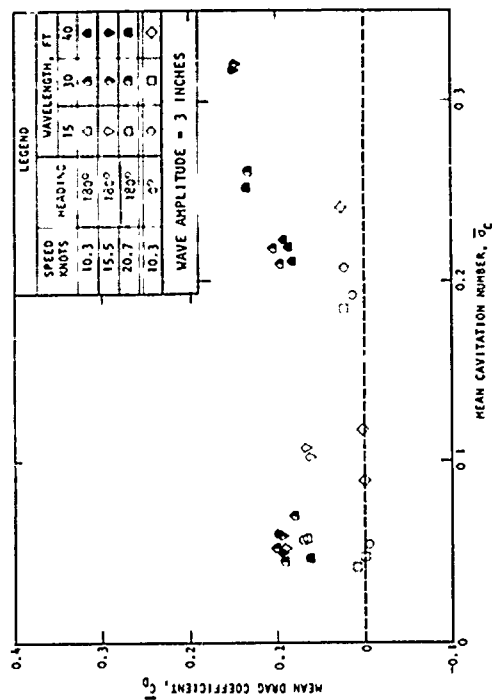 LEGEND
SPEED KNOTS HEADING WAVELENGTH, FT
15 30 40
10.3 180°
15.5 180°
20.7 180°
10.3 0°
WAVE AMPLITUDE = 3 INCHES
MEAN DRAG COEFFICIENT, C̅D
0.4
0.3
0.2
0.1
0
-0.1
0.0
0.1
0.2
0.3
MEAN CAVITATION NUMBER, σ̅c